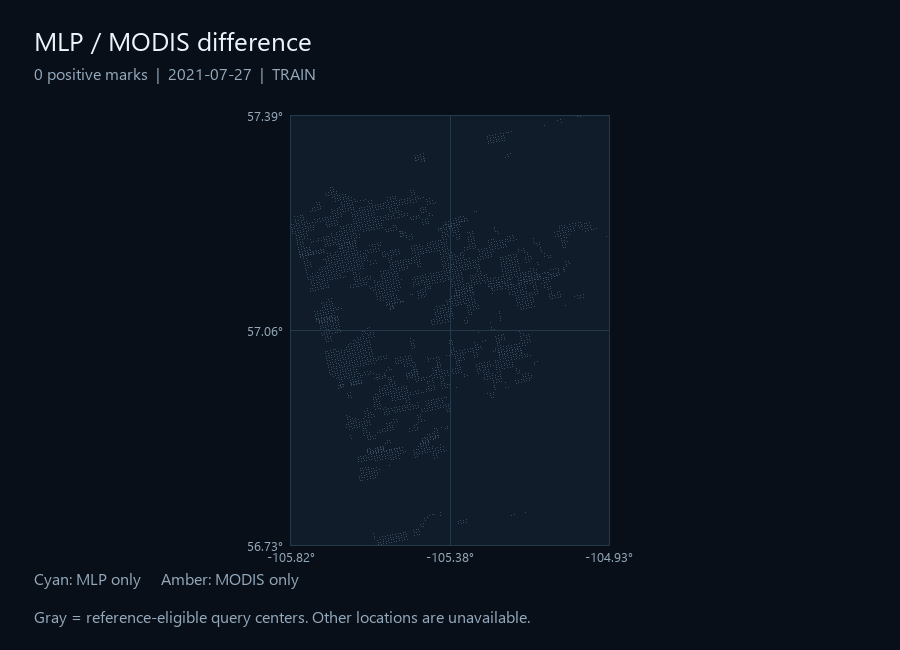 MLP / MODIS difference
0 positive marks | 2021-07-27 | TRAIN
57.39°
57.06°
56.73°
-105.82° -105.38° -104.93°
Cyan: MLP only Amber: MODIS only
Gray = reference-eligible query centers. Other locations are unavailable.